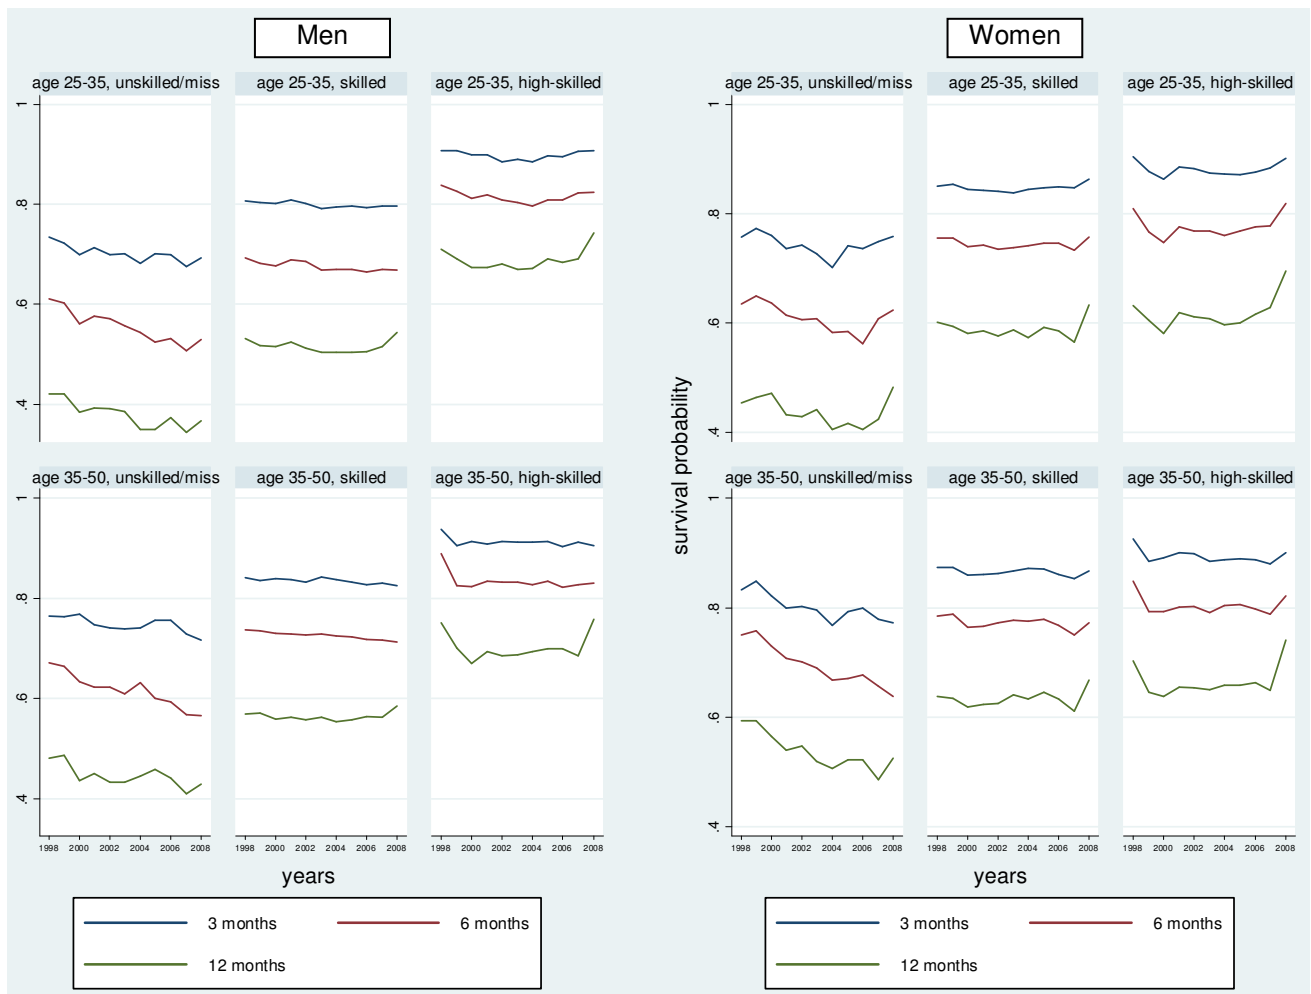 Men
Women
age 25-35, unskilled/miss
age 25-35, skilled
age 25-35, high-skilled
1
.8
.6
.4
age 35-50, unskilled/miss
age 35-50, skilled
age 35-50, high-skilled
1
.8
.6
.4
1998 2000 2002 2004 2006 2008
1998 2000 2002 2004 2006 2008
1998 2000 2002 2004 2006 2008
years
3 months
6 months
12 months
survival probability
age 25-35, unskilled/miss
age 25-35, skilled
age 25-35, high-skilled
1
.8
.6
.4
age 35-50, unskilled/miss
age 35-50, skilled
age 35-50, high-skilled
1
.8
.6
.4
1998 2000 2002 2004 2006 2008
1998 2000 2002 2004 2006 2008
1998 2000 2002 2004 2006 2008
years
3 months
6 months
12 months